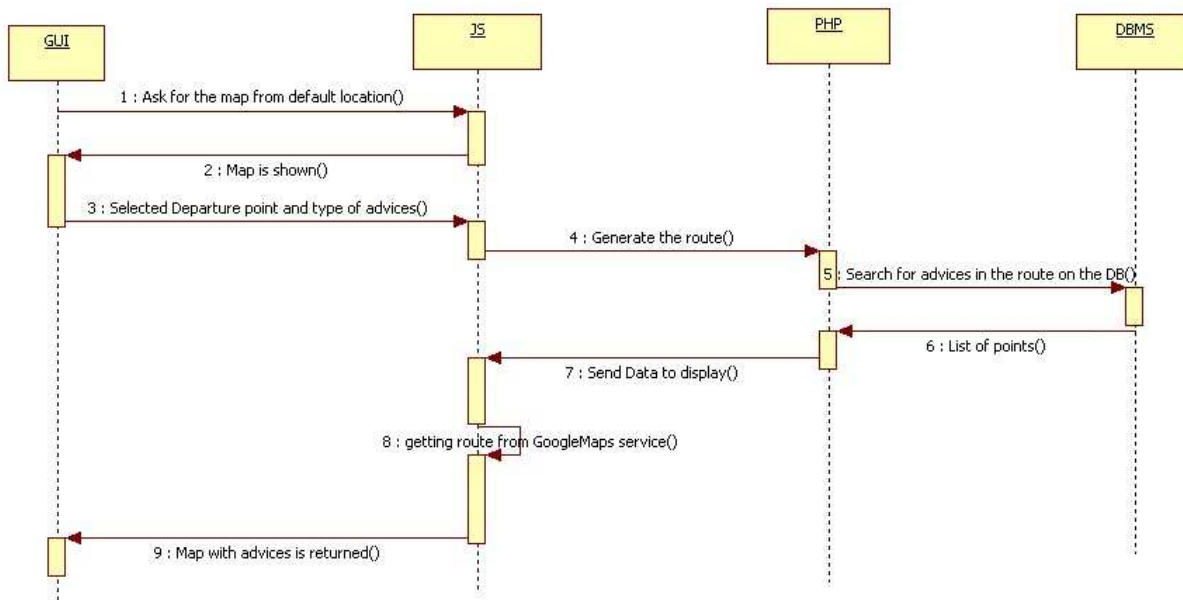 GUI
JS
PHP
DBMS
1 : Ask for the map from default location()
2 : Map is shown()
3 : Selected Departure point and type of advices()
4 : Generate the route()
5 : Search for advices in the route on the DB()
6 : List of points()
7 : Send Data to display()
8 : getting route from GoogleMaps service()
9 : Map with advices is returned()